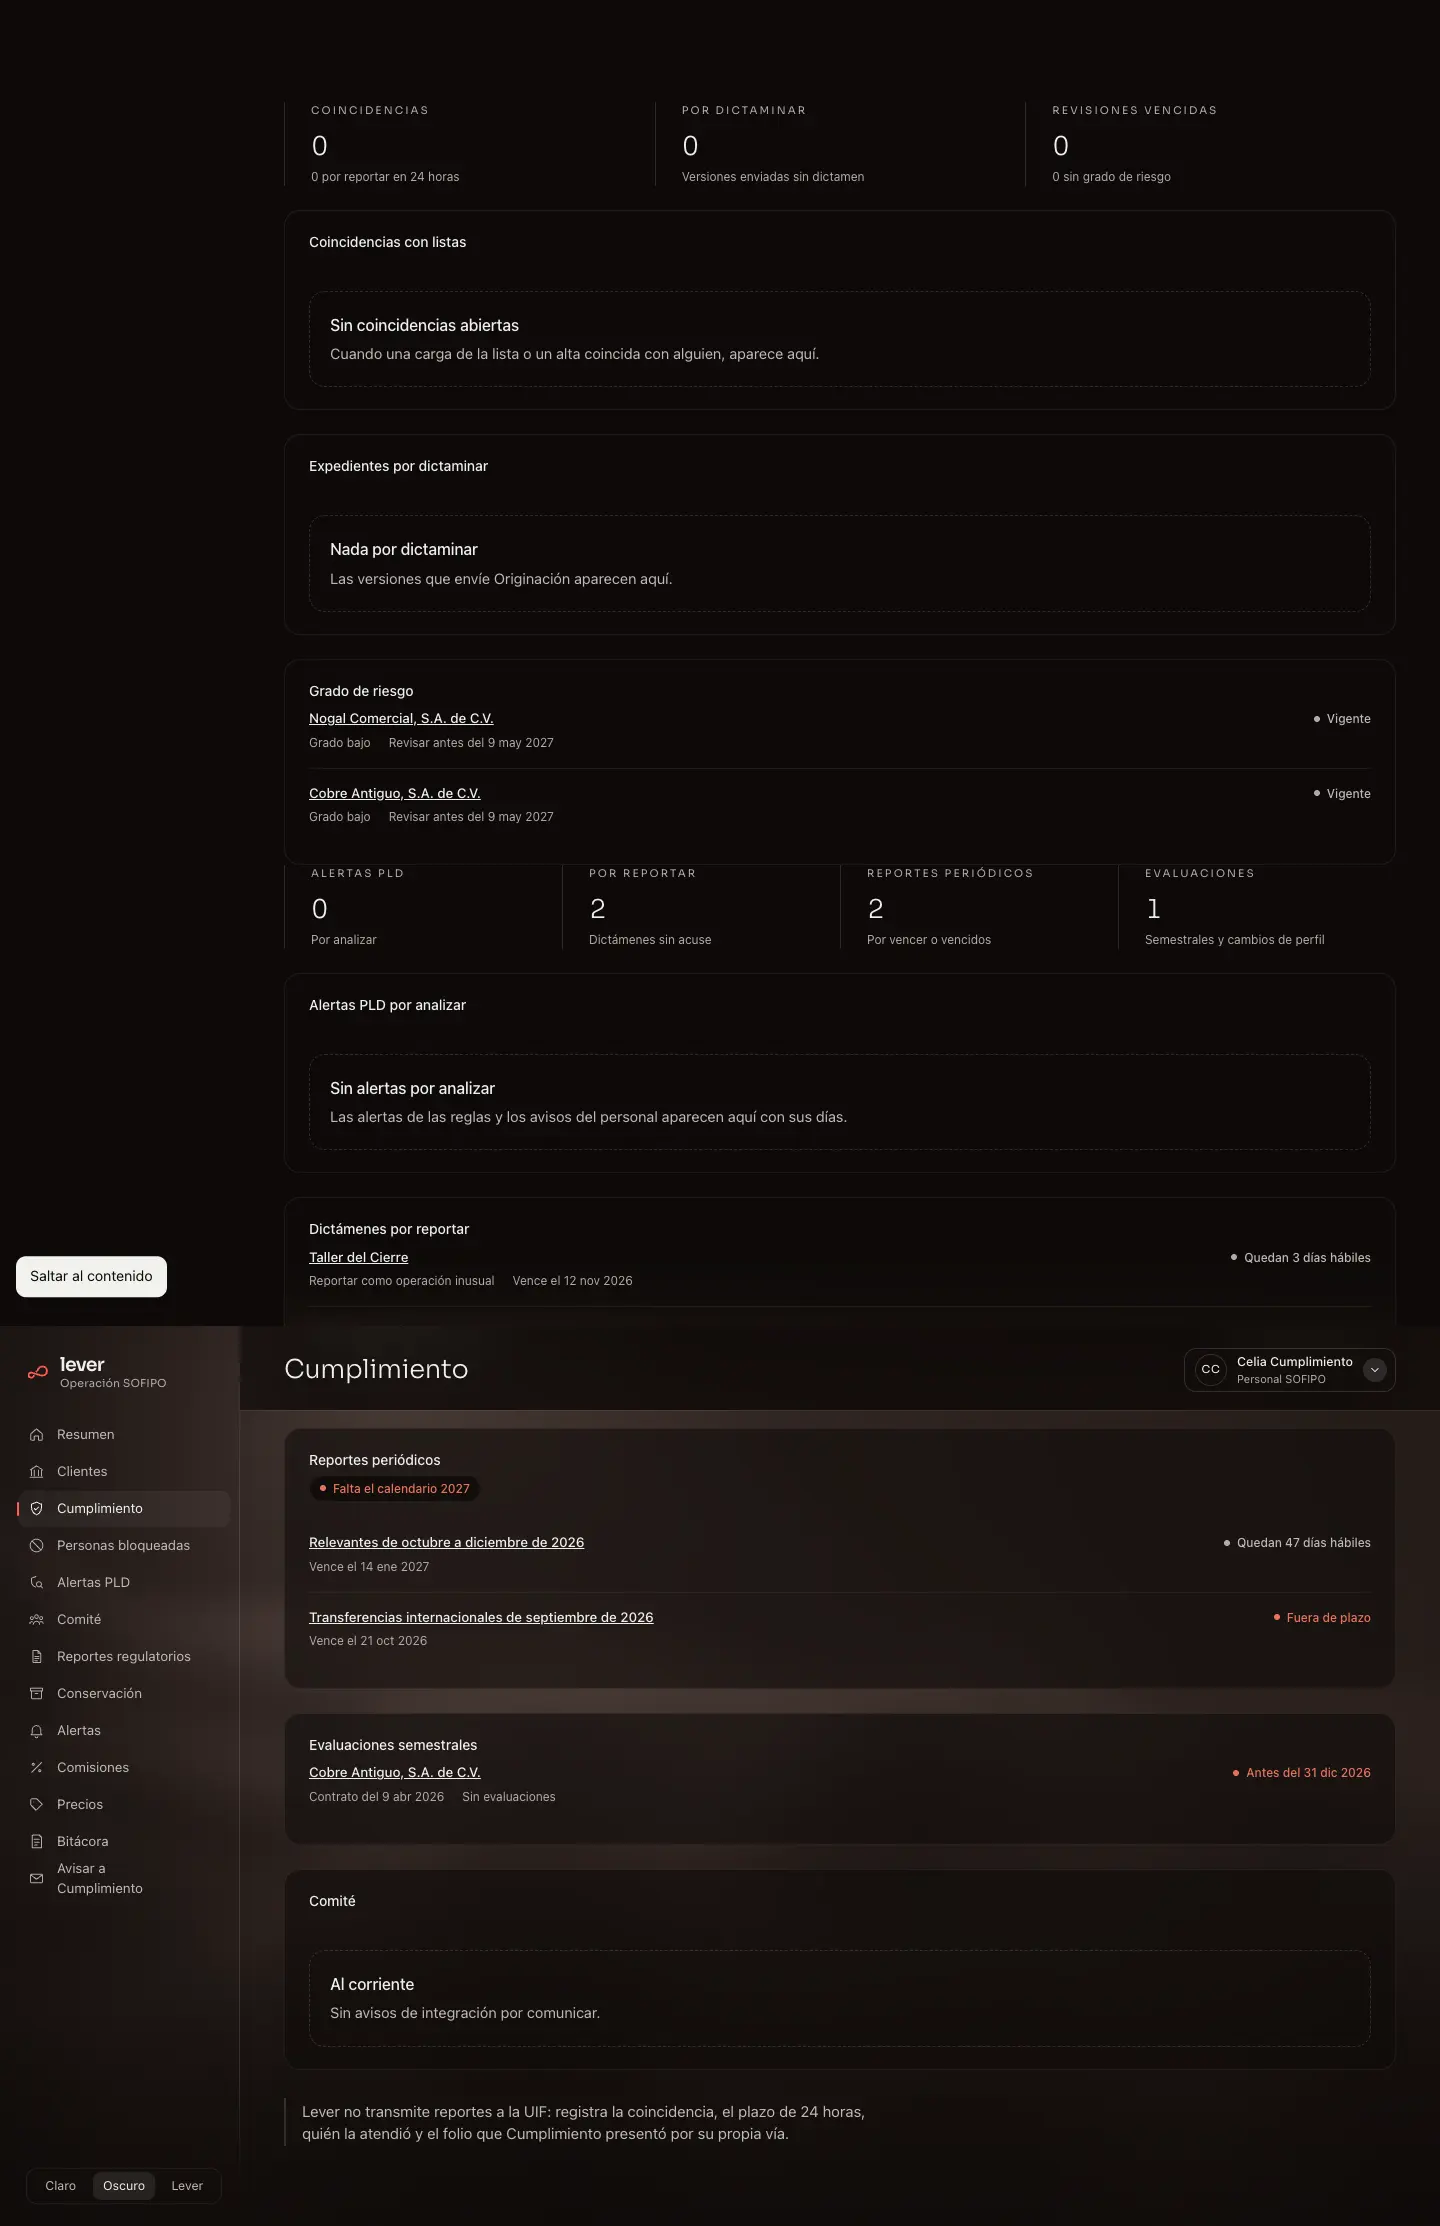 COINCIDENCIAS
0
0 por reportar en 24 horas
POR DICTAMINAR
0
Versiones enviadas sin dictamen
REVISIONES VENCIDAS
0
0 sin grado de riesgo
Coincidencias con listas
Sin coincidencias abiertas
Cuando una carga de la lista o un alta coincida con alguien, aparece aquí.
Expedientes por dictaminar
Nada por dictaminar
Las versiones que envíe Originación aparecen aquí.
Grado de riesgo
Nogal Comercial, S.A. de C.V.
Vigente
Grado bajo Revisar antes del 9 may 2027
Cobre Antiguo, S.A. de C.V.
Vigente
Grado bajo Revisar antes del 9 may 2027
ALERTAS PLD
0
Por analizar
POR REPORTAR
2
Dictámenes sin acuse
REPORTES PERIÓDICOS
2
Por vencer o vencidos
EVALUACIONES
1
Semestrales y cambios de perfil
Alertas PLD por analizar
Sin alertas por analizar
Las alertas de las reglas y los avisos del personal aparecen aquí con sus días.
Dictámenes por reportar
Taller del Cierre
Quedan 3 días hábiles
Reportar como operación inusual Vence el 12 nov 2026
Saltar al contenido
lever
Operación SOFIPO
Resumen
Clientes
Cumplimiento
Personas bloqueadas
Alertas PLD
Comité
Reportes regulatorios
Conservación
Alertas
Comisiones
Precios
Bitácora
Avisar a
Cumplimiento
Claro
Oscuro
Lever
Cumplimiento
CC
Celia Cumplimiento
Personal SOFIPO
Reportes periódicos
Falta el calendario 2027
Relevantes de octubre a diciembre de 2026
Quedan 47 días hábiles
Vence el 14 ene 2027
Transferencias internacionales de septiembre de 2026
Fuera de plazo
Vence el 21 oct 2026
Evaluaciones semestrales
Cobre Antiguo, S.A. de C.V.
Antes del 31 dic 2026
Contrato del 9 abr 2026 Sin evaluaciones
Comité
Al corriente
Sin avisos de integración por comunicar.
Lever no transmite reportes a la UIF: registra la coincidencia, el plazo de 24 horas,
quién la atendió y el folio que Cumplimiento presentó por su propia vía.